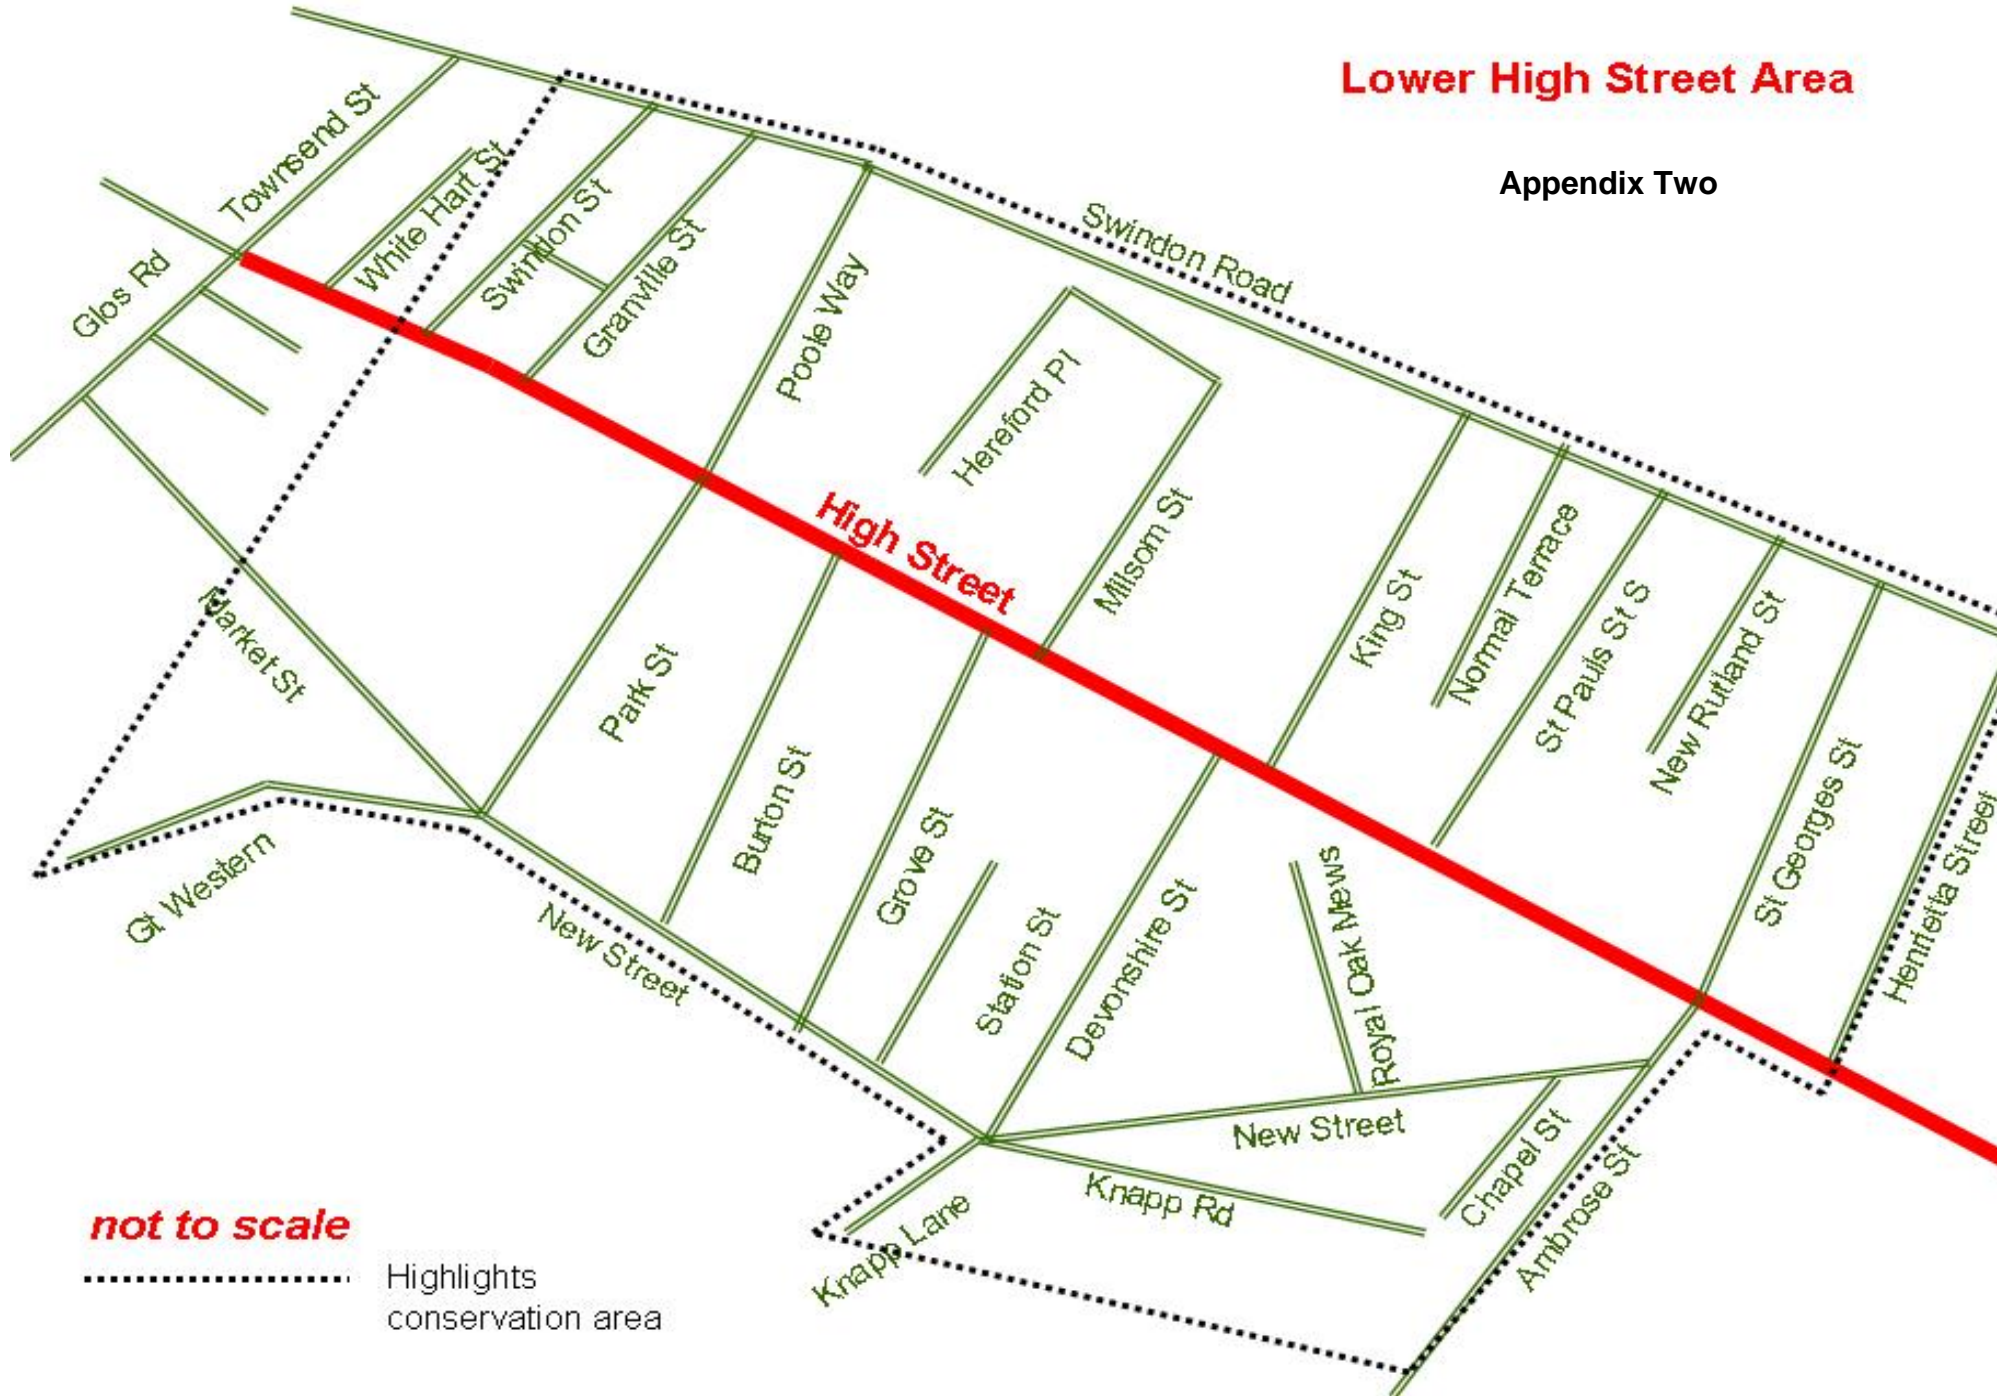 Lower High Street Area
Appendix Two
Townsend St
White Hart St
Swindon St
Granville St
Glos Rd
Poole Way
Swindon Road
Hereford Pl
High Street
Milsom St
King St
Normal Terrace
St Pauls St S
New Rutland St
St Georges St
Henrietta Street
Market St
Park St
Burton St
Grove St
Station St
Devonshire St
Royal Oak Mews
Gt Western
New Street
New Street
Knapp Rd
Chapel St
Ambrose St
Knapp Lane
not to scale
Highlights
conservation area